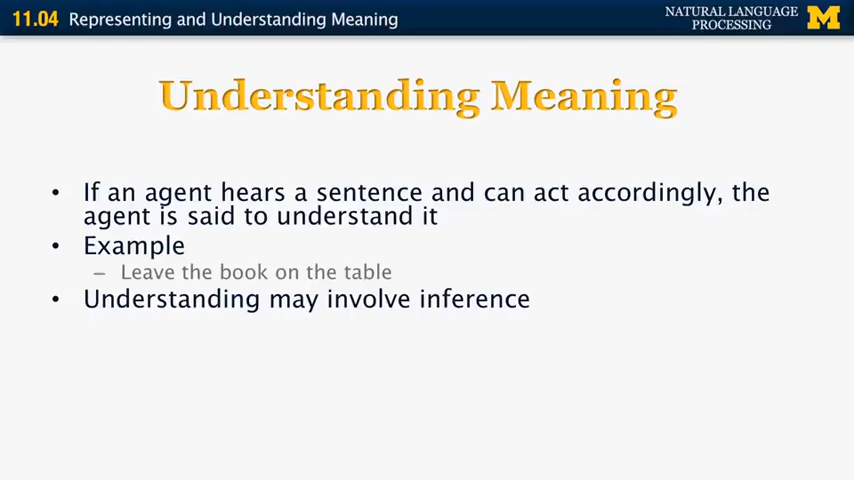 11.04 Representing and Understanding Meaning
NATURAL LANGUAGE
PROCESSING
M
Understanding Meaning
• If an agent hears a sentence and can act accordingly, the
agent is said to understand it
• Example
– Leave the book on the table
• Understanding may involve inference